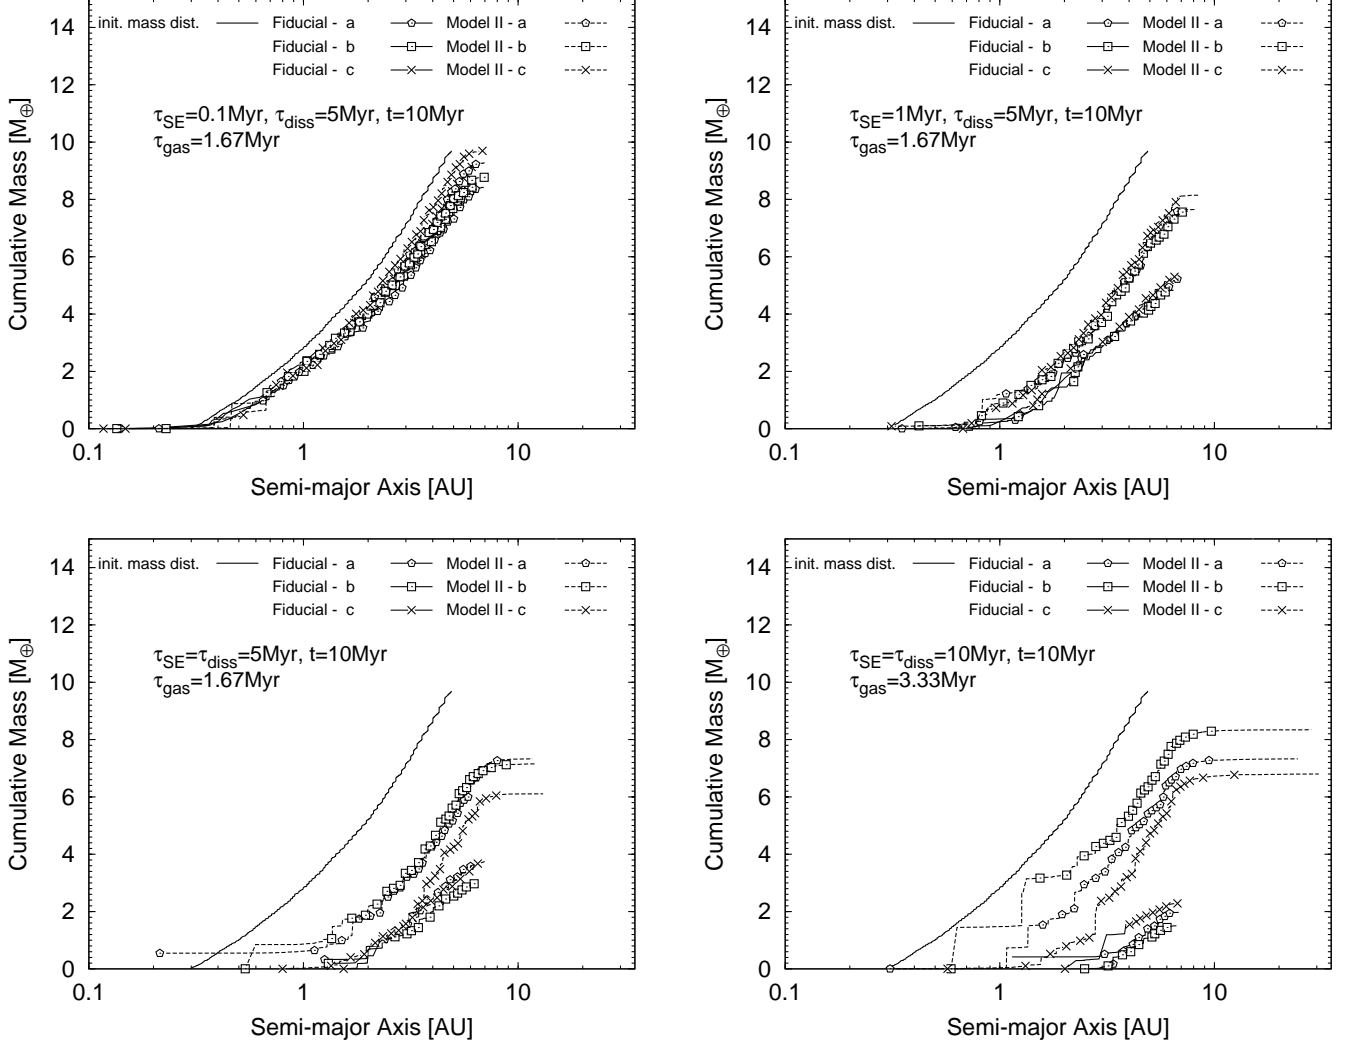 14
12
10
8
6
4
2
0
0.1 1 10
Cumulative Mass [M⊕]
Semi-major Axis [AU]
init. mass dist. Fiducial - a Model II - a
Fiducial - b Model II - b
Fiducial - c Model II - c
τSE=0.1Myr, τdiss=5Myr, t=10Myr
τgas=1.67Myr
14
12
10
8
6
4
2
0
0.1 1 10
Cumulative Mass [M⊕]
Semi-major Axis [AU]
init. mass dist. Fiducial - a Model II - a
Fiducial - b Model II - b
Fiducial - c Model II - c
τSE=1Myr, τdiss=5Myr, t=10Myr
τgas=1.67Myr
14
12
10
8
6
4
2
0
0.1 1 10
Cumulative Mass [M⊕]
Semi-major Axis [AU]
init. mass dist. Fiducial - a Model II - a
Fiducial - b Model II - b
Fiducial - c Model II - c
τSE=τdiss=5Myr, t=10Myr
τgas=1.67Myr
14
12
10
8
6
4
2
0
0.1 1 10
Cumulative Mass [M⊕]
Semi-major Axis [AU]
init. mass dist. Fiducial - a Model II - a
Fiducial - b Model II - b
Fiducial - c Model II - c
τSE=τdiss=10Myr, t=10Myr
τgas=3.33Myr